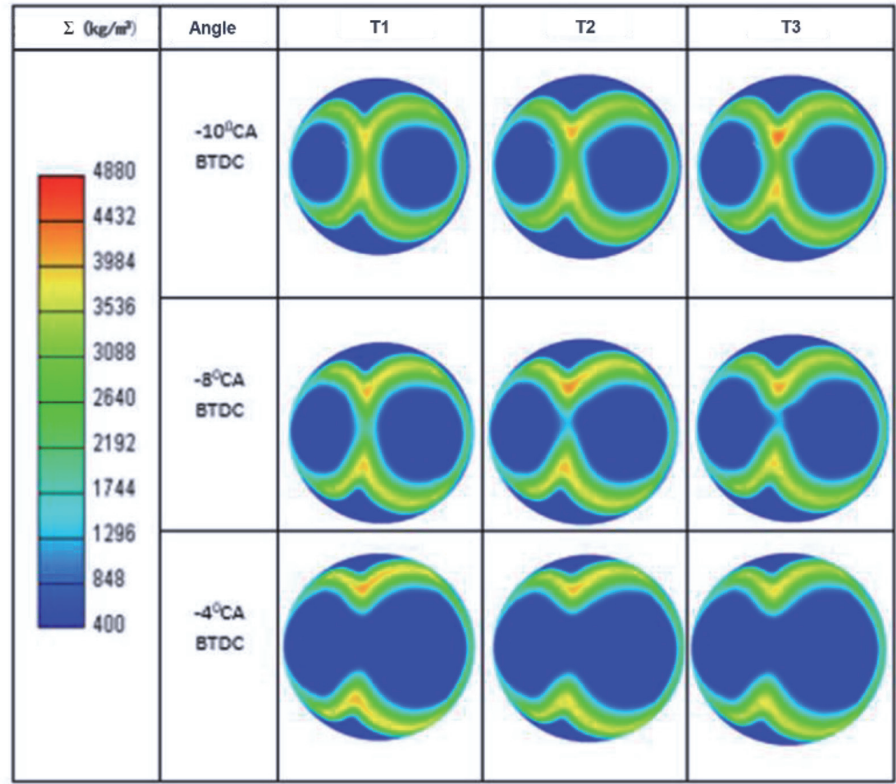 Σ (kg/m³) Angle T1 T2 T3
-10⁰CA
BTDC
4880
4432
3984
3536
3088
2640
2192
1744
1296
848
400
-8⁰CA
BTDC
-4⁰CA
BTDC